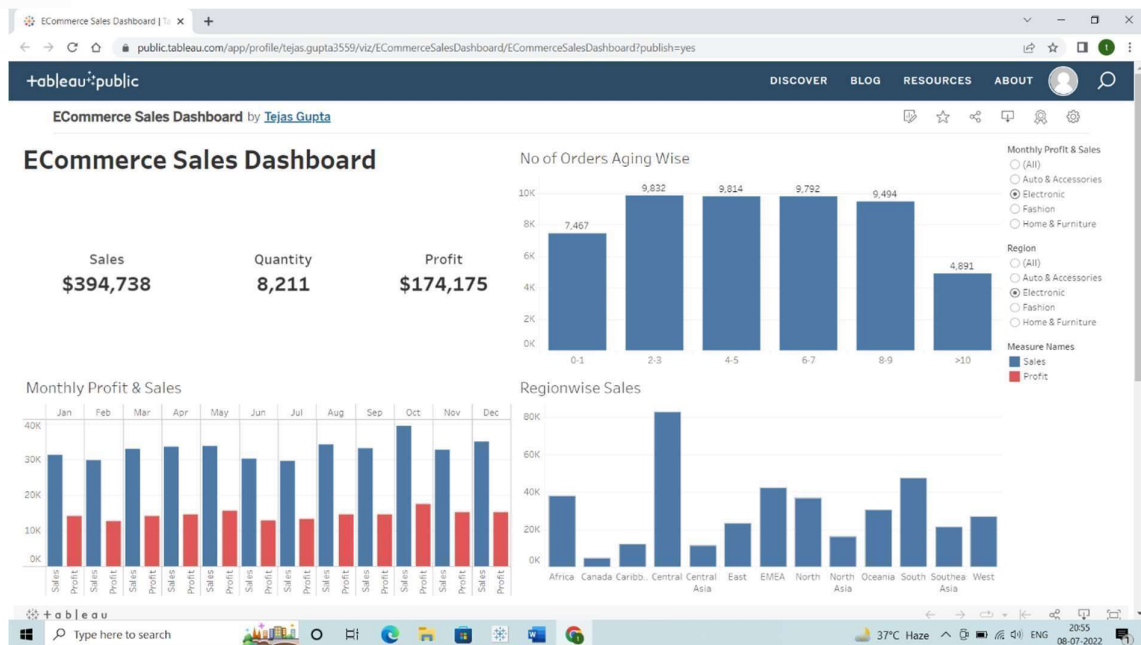 ECommerce Sales Dashboard | Ta
public.tableau.com/app/profile/tejas.gupta3559/viz/ECommerceSalesDashboard/ECommerceSalesDashboard?publish=yes
t
+ableau public
DISCOVER BLOG RESOURCES ABOUT
ECommerce Sales Dashboard by Tejas Gupta
ECommerce Sales Dashboard
Sales
$394,738
Quantity
8,211
Profit
$174,175
No of Orders Aging Wise
10K
8K
6K
4K
2K
0K
7,467
9,832
9,814
9,792
9,494
4,891
0-1 2-3 4-5 6-7 8-9 >10
Monthly Profit & Sales
(All)
Auto & Accessories
Electronic
Fashion
Home & Furniture
Region
(All)
Auto & Accessories
Electronic
Fashion
Home & Furniture
Measure Names
Sales
Profit
Monthly Profit & Sales
Jan Feb Mar Apr May Jun Jul Aug Sep Oct Nov Dec
40K
30K
20K
10K
0K
Sales Profit Sales Profit Sales Profit Sales Profit Sales Profit Sales Profit Sales Profit Sales Profit Sales Profit Sales Profit Sales Profit Sales Profit
Regionwise Sales
80K
60K
40K
20K
0K
Africa Canada Caribb.. Central Central East EMEA North North Oceania South Southea West
Asia Asia Asia
+ableau
Type here to search
37°C Haze
ENG
20:55
08-07-2022
1